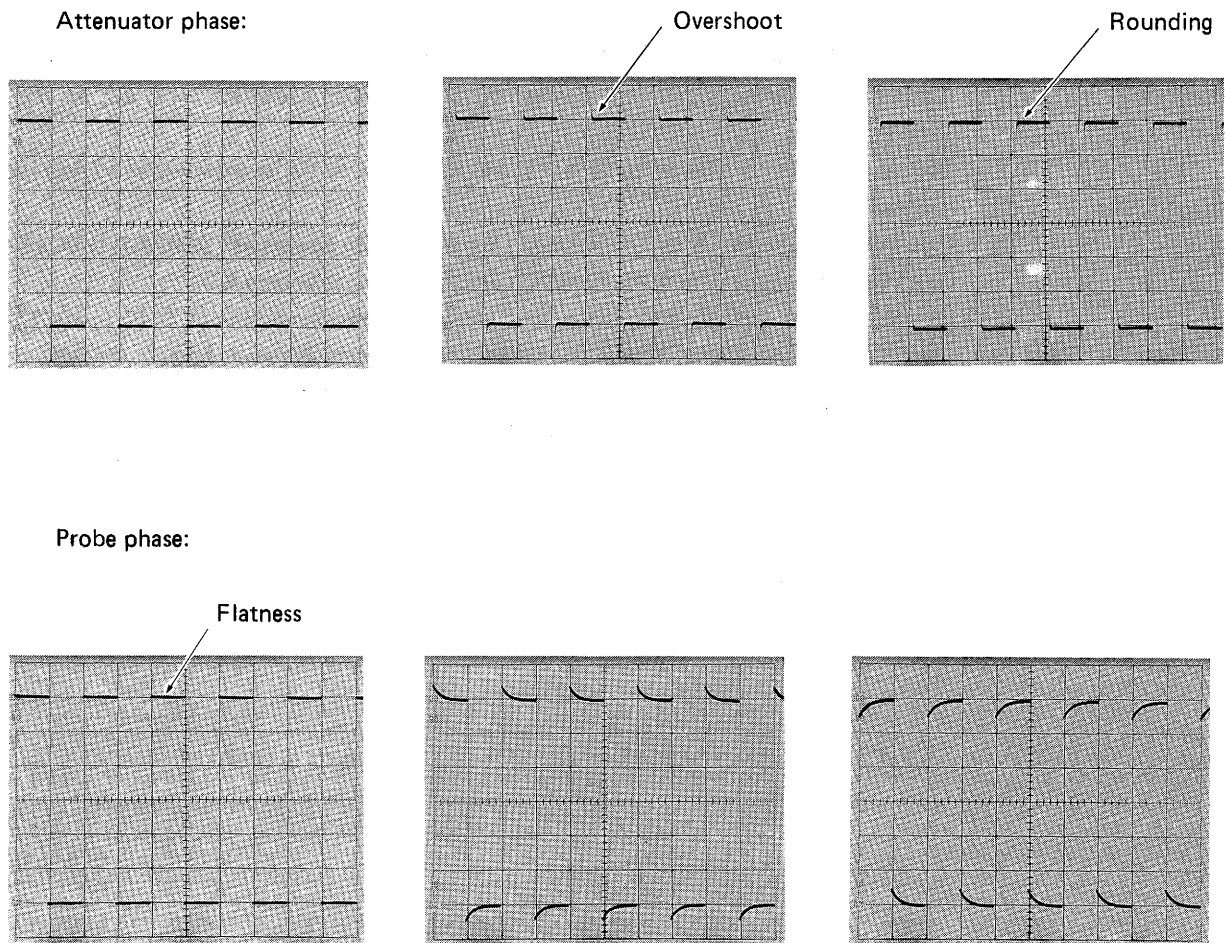 Attenuator phase:
Overshoot
Rounding
Probe phase:
Flatness